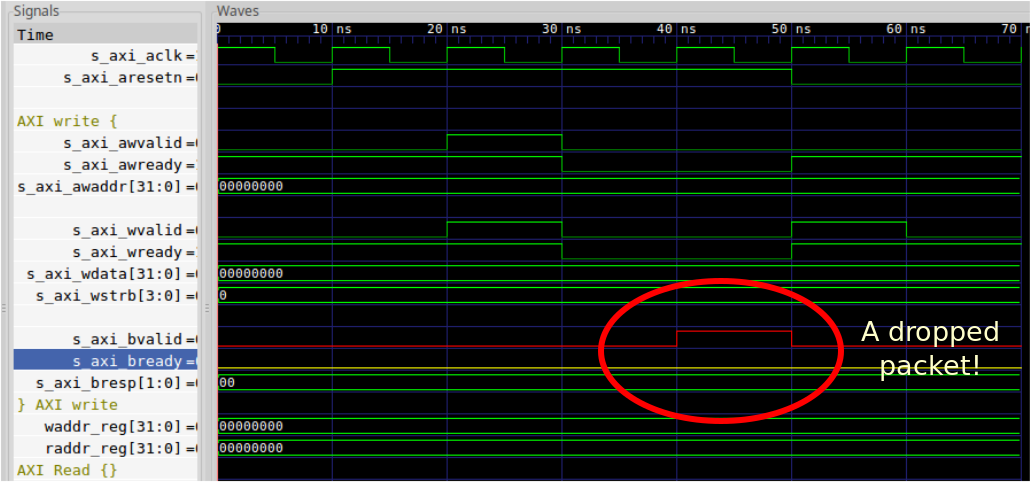 Signals
Waves
Time
0 10 ns 20 ns 30 ns 40 ns 50 ns 60 ns 70 n
s_axi_aclk =
s_axi_aresetn =
AXI write {
s_axi_awvalid =
s_axi_awready =
s_axi_awaddr[31:0] = 00000000
s_axi_wvalid =
s_axi_wready =
s_axi_wdata[31:0] = 00000000
s_axi_wstrb[3:0] = 0
s_axi_bvalid =
A dropped
packet!
s_axi_bready =
s_axi_bresp[1:0] = 00
} AXI write
waddr_reg[31:0] = 00000000
raddr_reg[31:0] = 00000000
AXI Read {}